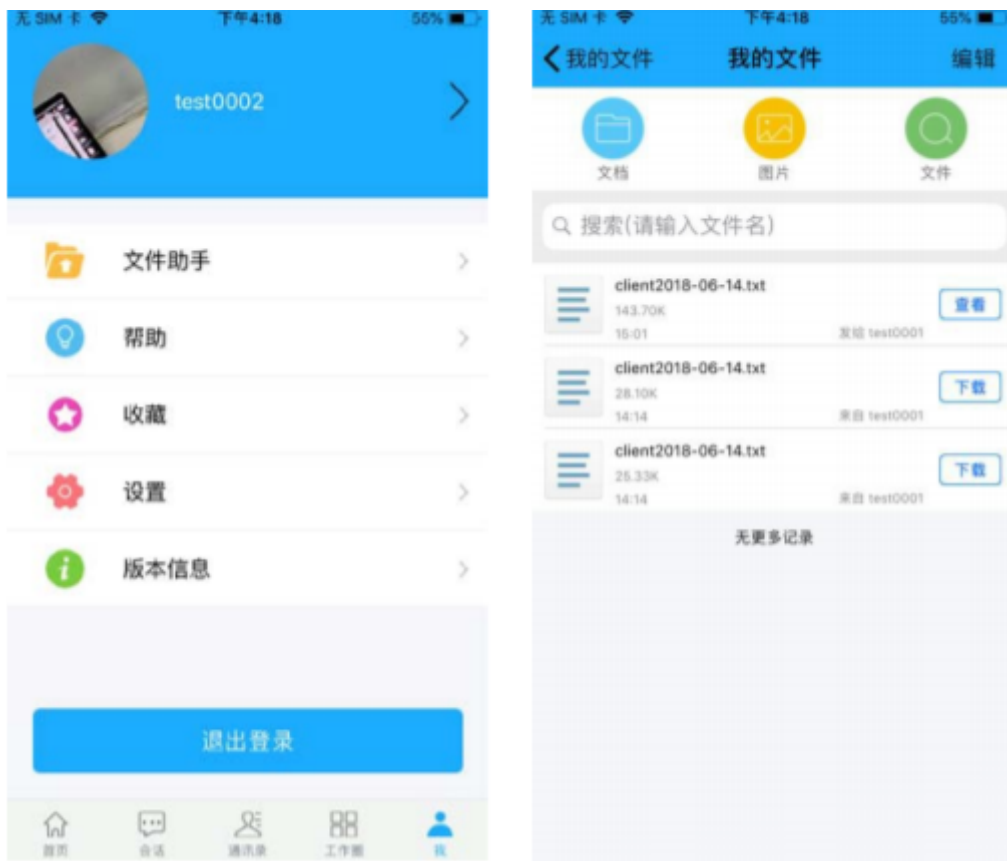 无 SIM 卡 下午4:18 55%
test0002
文件助手
帮助
收藏
设置
版本信息
退出登录
首页 会话 通讯录 工作圈 我
无 SIM 卡 下午4:18 55%
我的文件 我的文件 编辑
文档 图片 文件
搜索(请输入文件名)
client2018-06-14.txt
143.70K 查看
15:01 发给 test0001
client2018-06-14.txt
28.10K 下载
14:14 来自 test0001
client2018-06-14.txt
25.33K 下载
14:14 来自 test0001
无更多记录